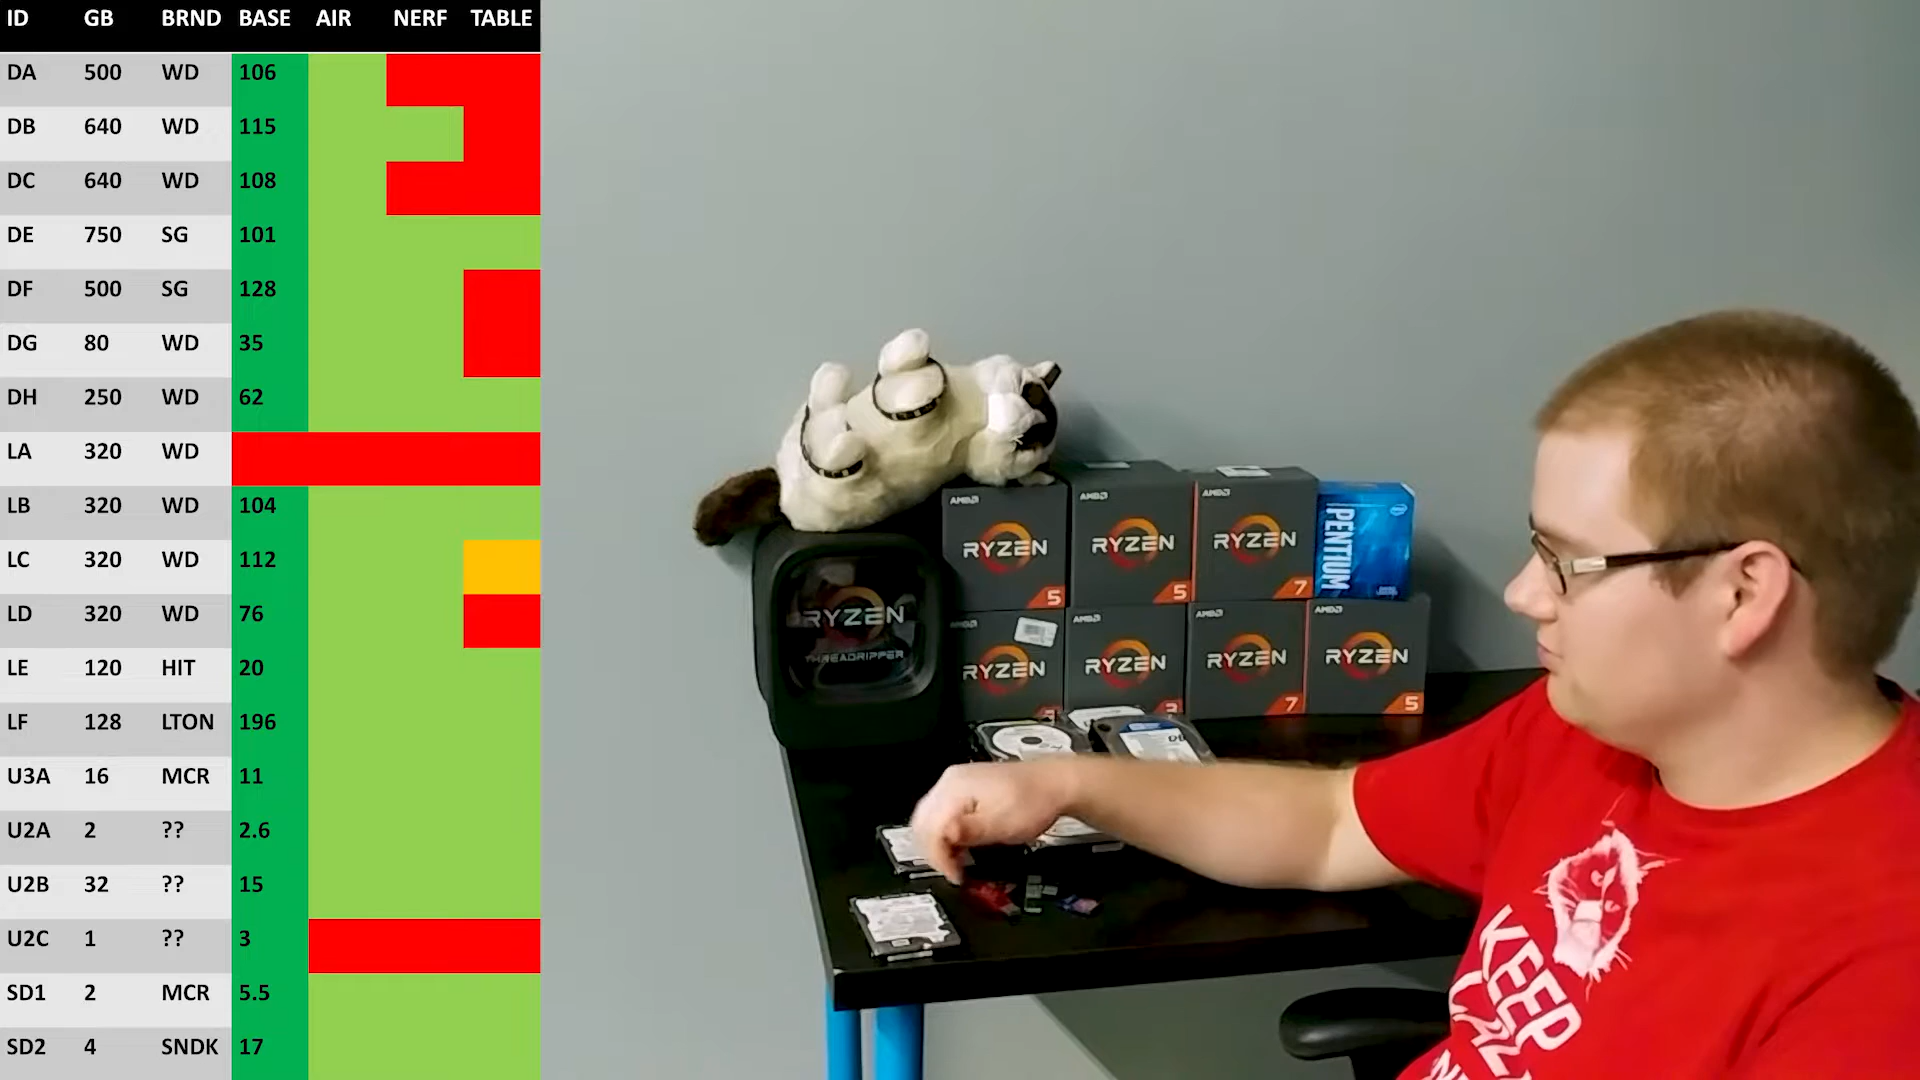 ID GB BRND BASE AIR NERF TABLE
DA 500 WD 106
DB 640 WD 115
DC 640 WD 108
DE 750 SG 101
DF 500 SG 128
DG 80 WD 35
DH 250 WD 62
LA 320 WD
LB 320 WD 104
LC 320 WD 112
LD 320 WD 76
LE 120 HIT 20
LF 128 LTON 196
U3A 16 MCR 11
U2A 2 ?? 2.6
U2B 32 ?? 15
U2C 1 ?? 3
SD1 2 MCR 5.5
SD2 4 SNDK 17
AMD
RYZEN
5
AMD
RYZEN
5
AMD
RYZEN
7
PENTIUM
RYZEN
THREADRIPPER
AMD
RYZEN
AMD
RYZEN
3
AMD
RYZEN
7
AMD
RYZEN
5
DB
KEEP